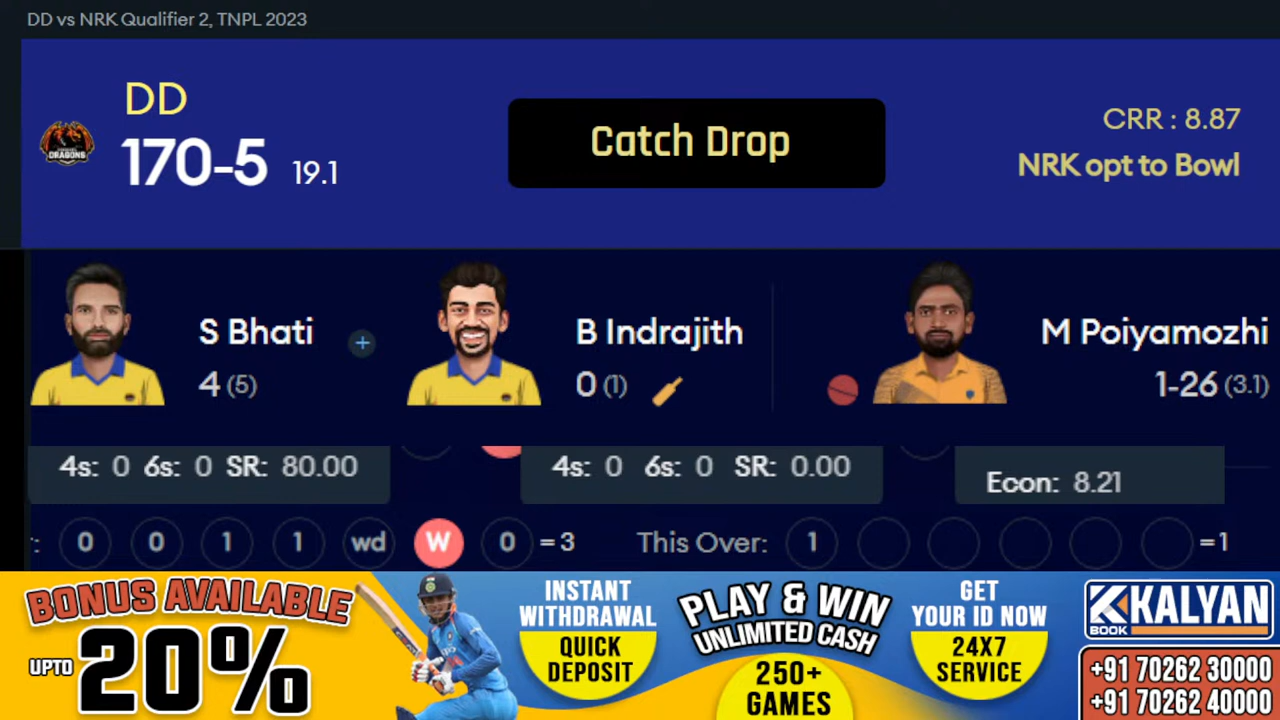 DD vs NRK Qualifier 2, TNPL 2023
DD
170-5 19.1
DRAGONS
Catch Drop
CRR : 8.87
NRK opt to Bowl
S Bhati
4 (5)
+
B Indrajith
0 (1)
M Poiyamozhi
1-26 (3.1)
4s: 0 6s: 0 SR: 80.00
4s: 0 6s: 0 SR: 0.00
Econ: 8.21
: 0 0 1 1 wd W 0 = 3
This Over: 1 = 1
BONUS AVAILABLE
UPTO 20%
INSTANT
WITHDRAWAL
QUICK
DEPOSIT
PLAY & WIN
UNLIMITED CASH
250+
GAMES
GET
YOUR ID NOW
24X7
SERVICE
KALYAN
BOOK
+91 70262 30000
+91 70262 40000